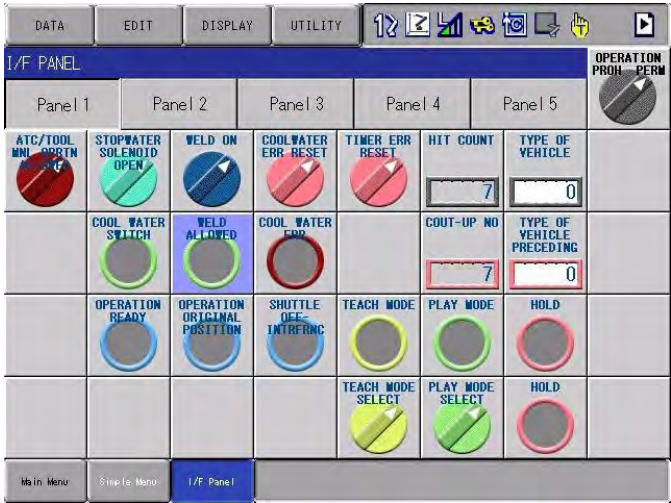 DATA
EDIT
DISPLAY
UTILITY
I/F PANEL
OPERATION
PROH PERM
Panel 1
Panel 2
Panel 3
Panel 4
Panel 5
ATC/TOOL
MNL OPRTN
ALLOWED
STOPWATER
SOLENOID
OPEN
WELD ON
COOLWATER
ERR RESET
TIMER ERR
RESET
HIT COUNT
7
TYPE OF
VEHICLE
0
COOL WATER
SWITCH
WELD
ALLOWED
COOL WATER
ERR
COUT-UP NO
7
TYPE OF
VEHICLE
PRECEDING
0
OPERATION
READY
OPERATION
ORIGINAL
POSITION
SHUTTLE
OFF-
INTRFRNC
TEACH MODE
PLAY MODE
HOLD
TEACH MODE
SELECT
PLAY MODE
SELECT
HOLD
Main Menu
Simple Menu
I/F Panel